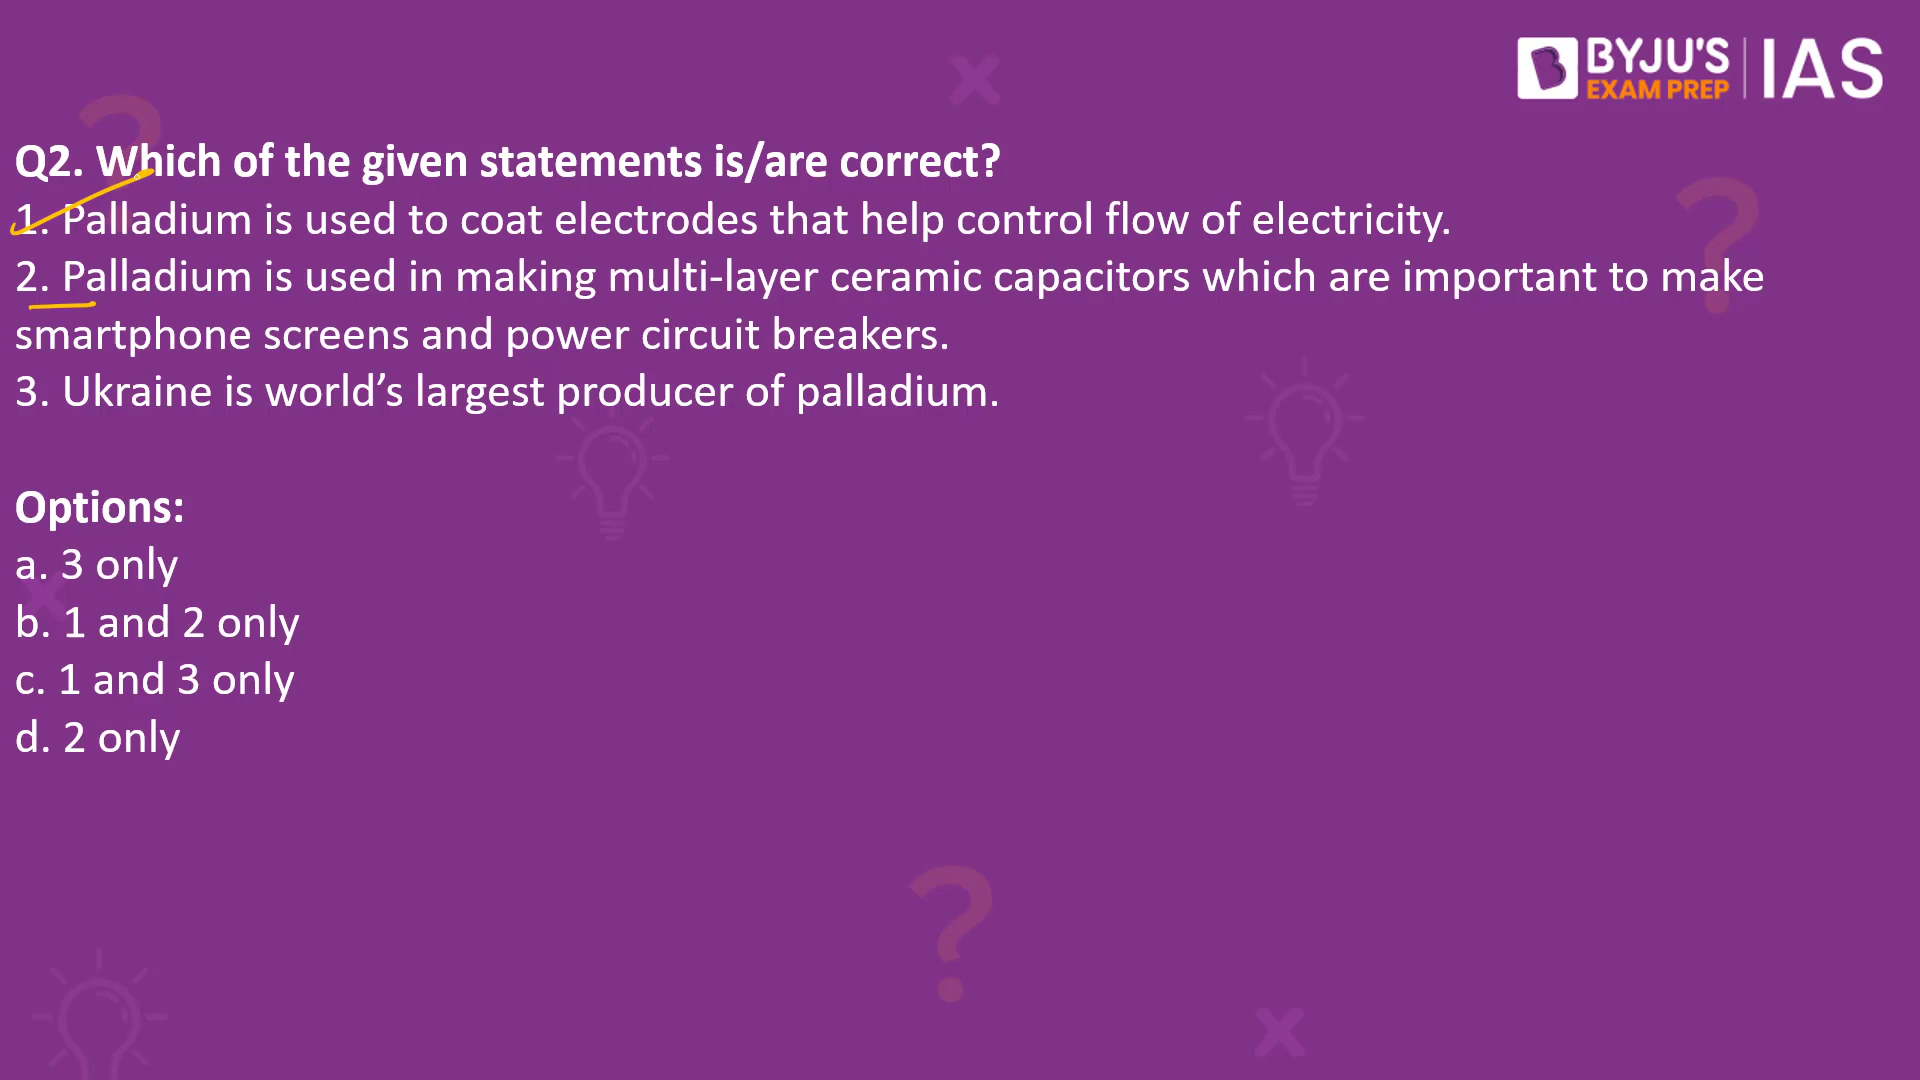 BYJU'S
EXAM PREP
IAS
Q2. Which of the given statements is/are correct?
1. Palladium is used to coat electrodes that help control flow of electricity.
2. Palladium is used in making multi-layer ceramic capacitors which are important to make
smartphone screens and power circuit breakers.
3. Ukraine is world’s largest producer of palladium.
Options:
a. 3 only
b. 1 and 2 only
c. 1 and 3 only
d. 2 only